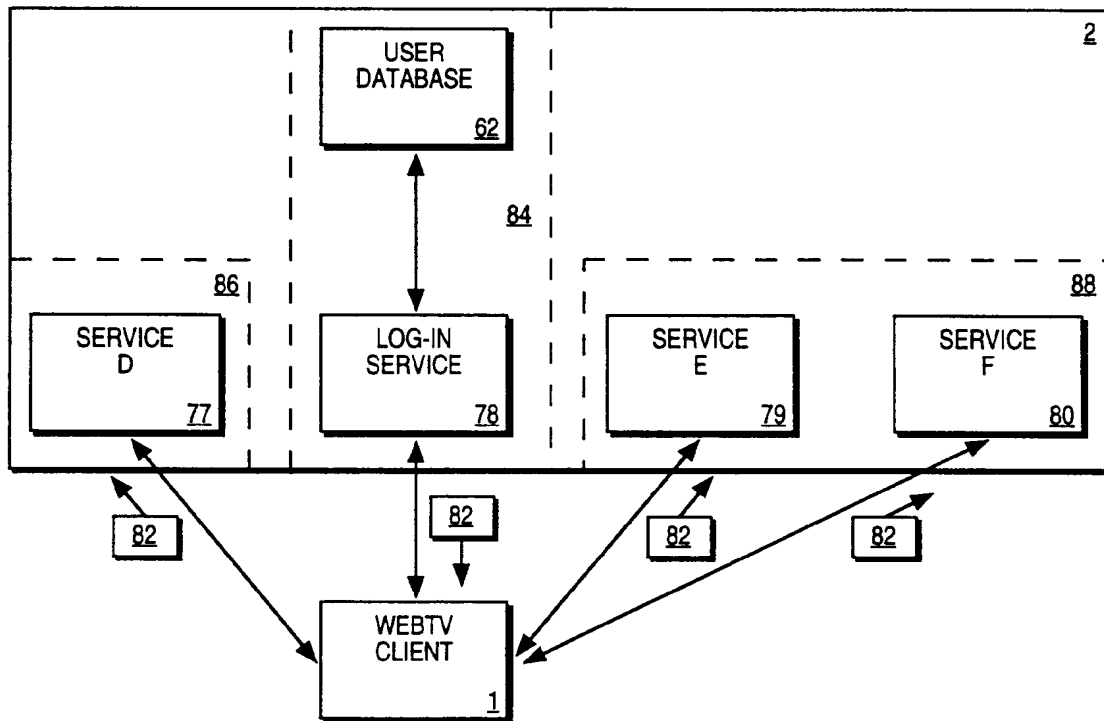 2
USER
DATABASE
62
84
86
88
SERVICE
D
77
LOG-IN
SERVICE
78
SERVICE
E
79
SERVICE
F
80
82
82
82
82
WEBTV
CLIENT
1